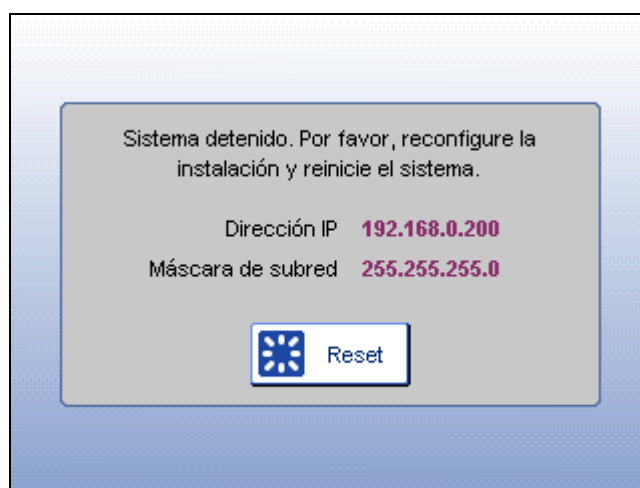 Sistema detenido. Por favor, reconfigure la
instalación y reinicie el sistema.
Dirección IP 192.168.0.200
Máscara de subred 255.255.255.0
Reset